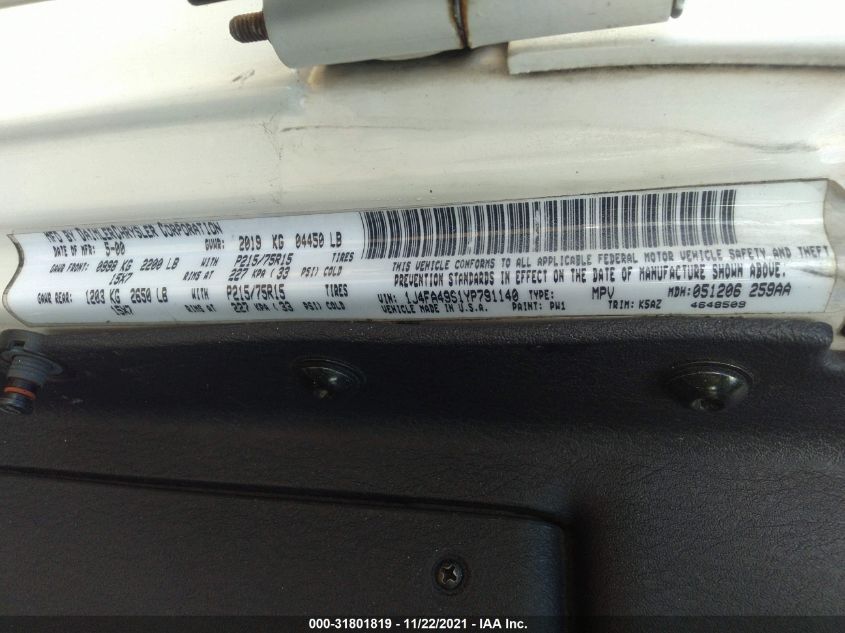 MFD BY DAIMLERCHRYSLER CORPORATION
DATE OF MFR: 5-00 GVWR: 2019 KG 04450 LB
GAWR FRONT: 0998 KG 2200 LB WITH P215/75R15 TIRES
15X7 RIMS AT 227 KPA ( 33 PSI) COLD
GAWR REAR: 1203 KG 2650 LB WITH P215/75R15 TIRES
15X7 RIMS AT 227 KPA ( 33 PSI) COLD
THIS VEHICLE CONFORMS TO ALL APPLICABLE FEDERAL MOTOR VEHICLE SAFETY AND THEFT
PREVENTION STANDARDS IN EFFECT ON THE DATE OF MANUFACTURE SHOWN ABOVE.
VIN: 1J4FA49S1YP791140 TYPE: MPV MDH: 051206 259AA
VEHICLE MADE IN U.S.A. PAINT: PW1 TRIM: K5AZ 4648509
000-31801819 - 11/22/2021 - IAA Inc.